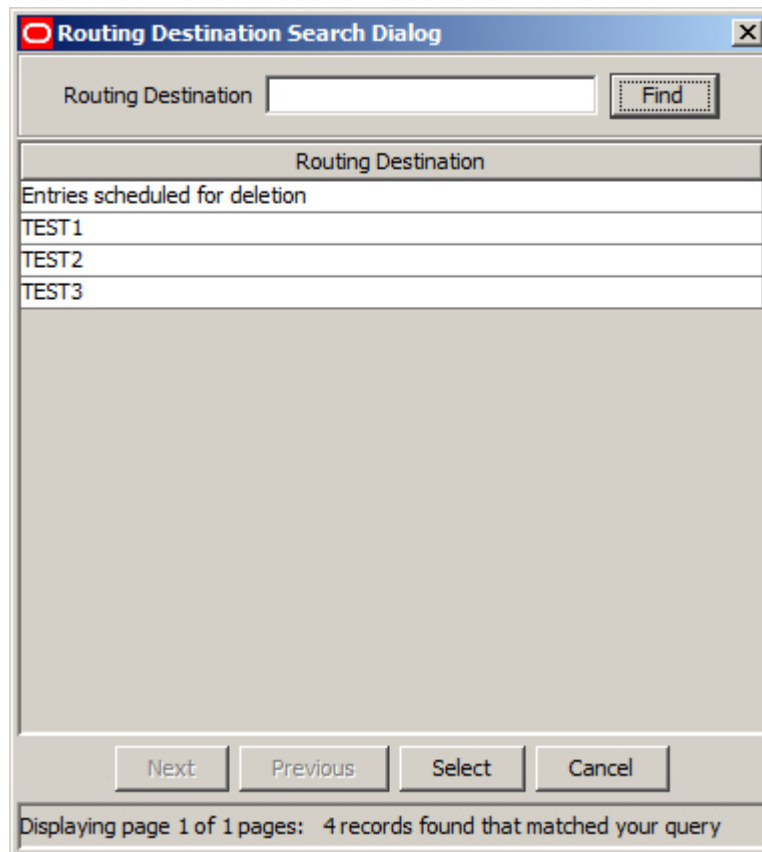 Routing Destination Search Dialog
Routing Destination Find
Routing Destination
Entries scheduled for deletion
TEST1
TEST2
TEST3
Next Previous Select Cancel
Displaying page 1 of 1 pages: 4 records found that matched your query